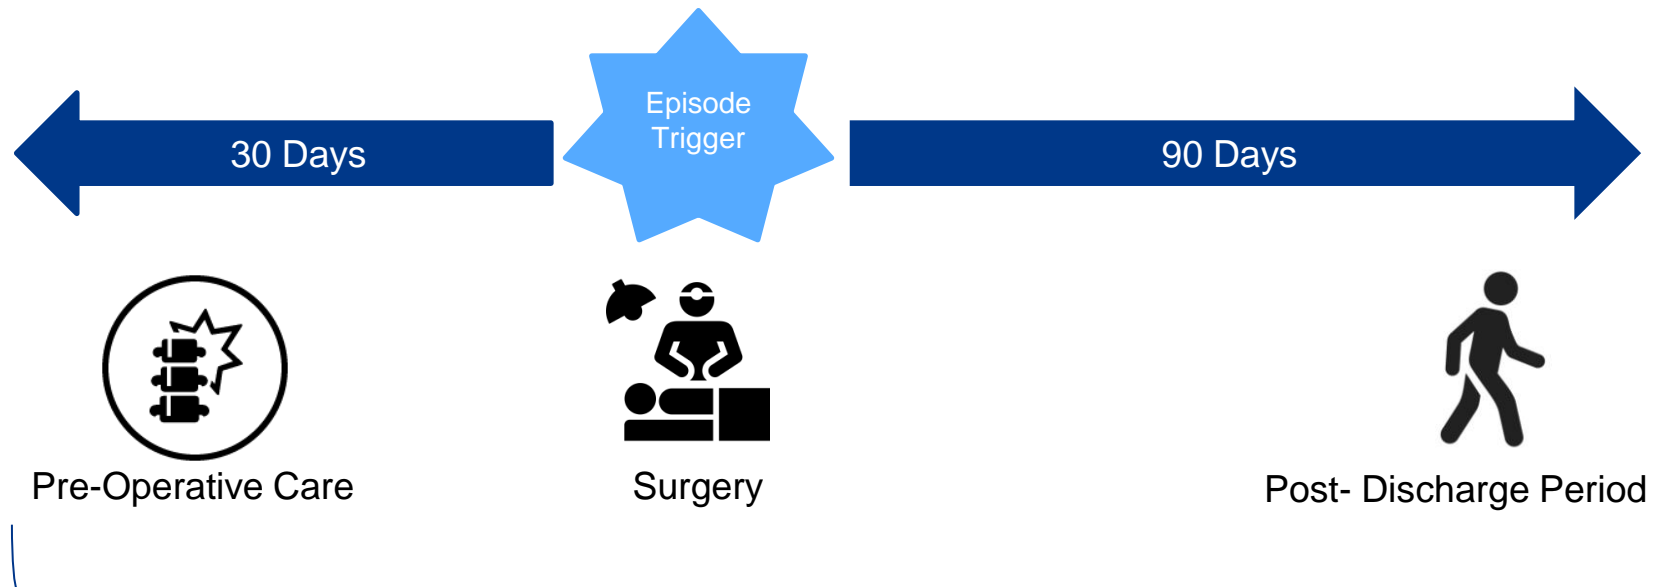 Episode
Trigger
30 Days
90 Days
Pre-Operative Care
Surgery
Post- Discharge Period